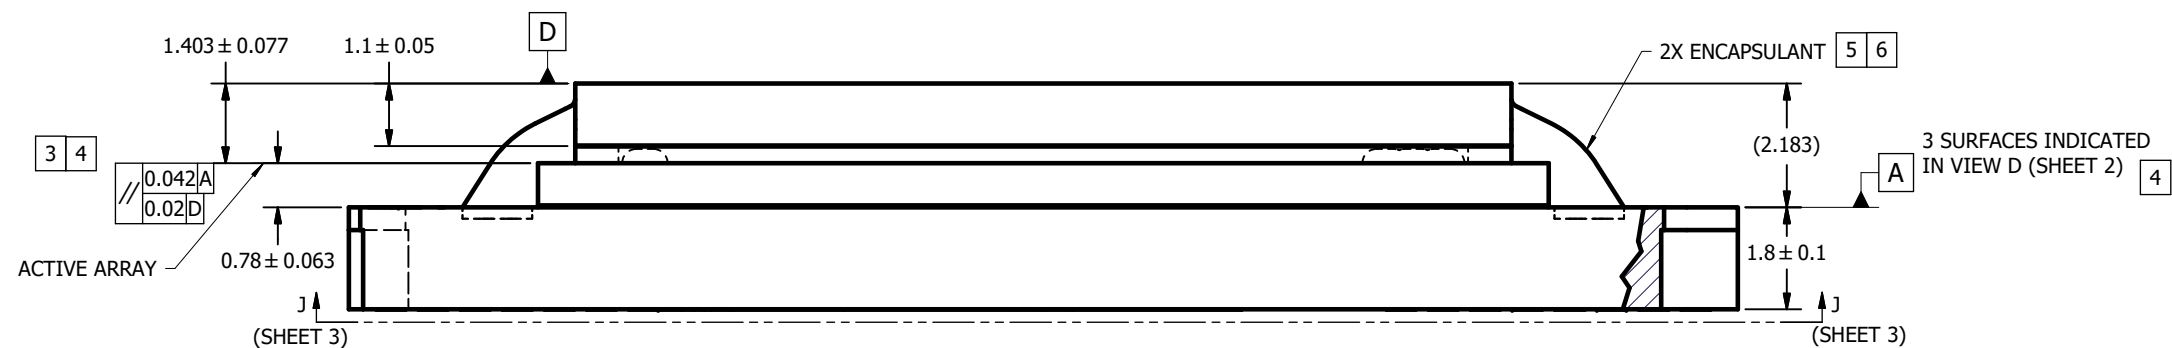 1.403 ± 0.077
1.1 ± 0.05
D
2X ENCAPSULANT 5 6
3 4
// 0.042 A
0.02 D
(2.183)
A
3 SURFACES INDICATED
IN VIEW D (SHEET 2) 4
ACTIVE ARRAY
0.78 ± 0.063
1.8 ± 0.1
J
(SHEET 3)
J
(SHEET 3)